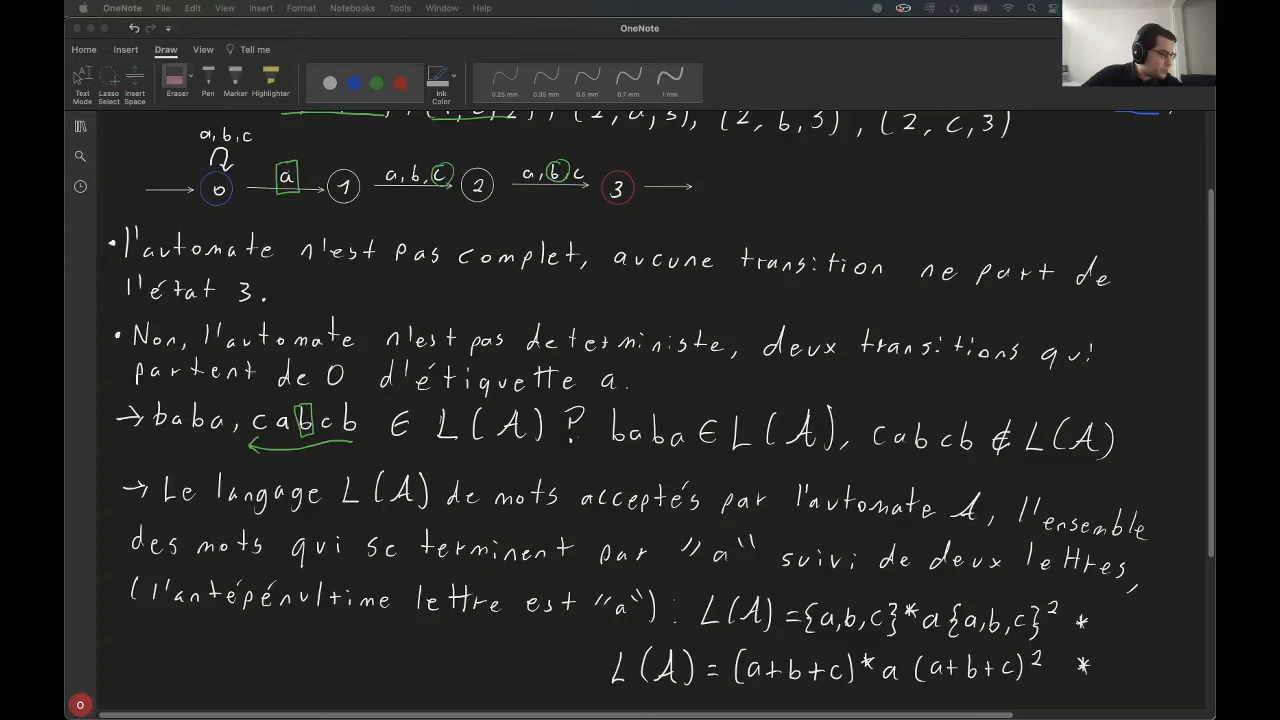 OneNote File Edit View Insert Format Notebooks Tools Window Help
OneNote
Home Insert Draw View Tell me
Text Mode Lasso Select Insert Space Eraser Pen Marker Highlighter Ink Color 0.25 mm 0.35 mm 0.5 mm 0.7 mm 1 mm
(2, a, 3), (2, b, 3), (2, c, 3)
a, b, c
0 a 1 a, b, c 2 a, b, c 3
• l'automate n'est pas complet, aucune transition ne part de
l'état 3.
• Non, l'automate n'est pas deterministe, deux transitions qui
partent de 0 d'étiquette a.
→ baba, cabcb ∈ L(A) ? baba ∈ L(A), cabcb ∉ L(A)
→ Le langage L(A) de mots acceptés par l'automate A, l'ensemble
des mots qui se terminent par "a" suivi de deux lettres,
(l'antépénultime lettre est "a") : L(A) = {a,b,c}* a {a,b,c}² *
L(A) = (a+b+c)* a (a+b+c)² *